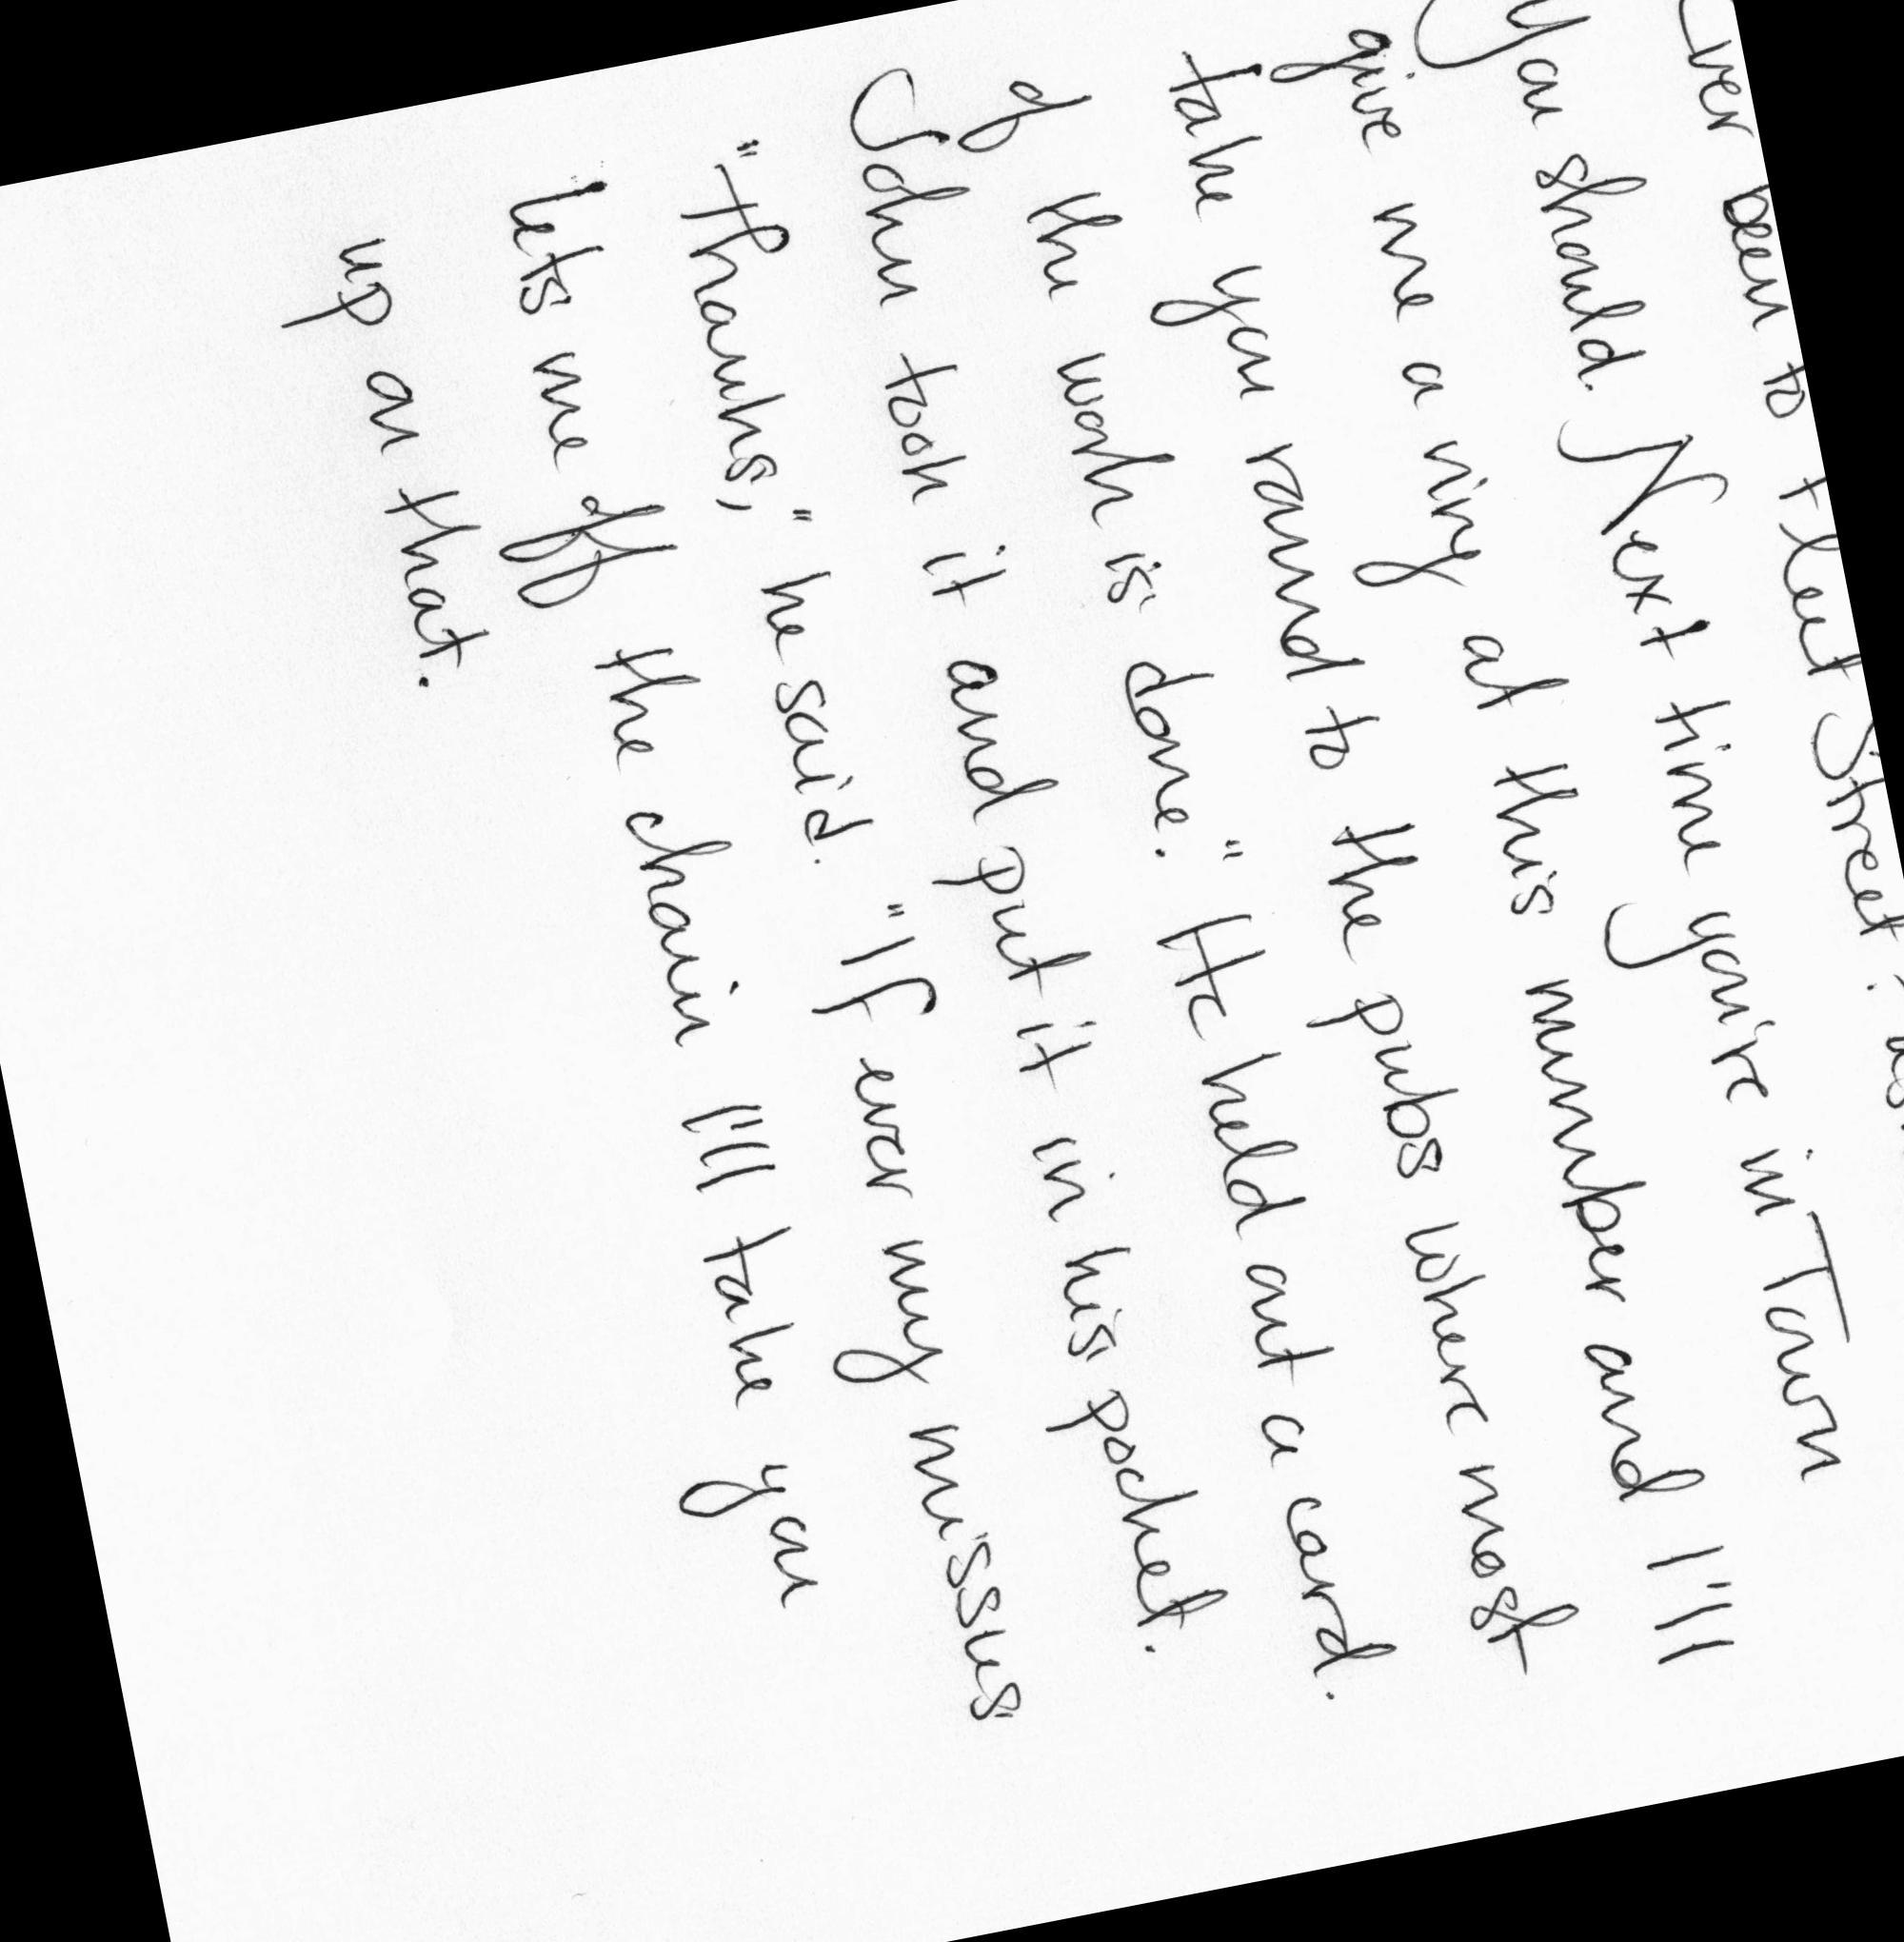 Ever been to Fleet Street?
You should. Next time you're in Town
give me a ring at this number and I'll
take you round to the pubs where most
of the work is done." He held out a card.
John took it and put it in his pocket.
"Thanks," he said. "If ever my missus
lets me off the chain I'll take you
up on that.